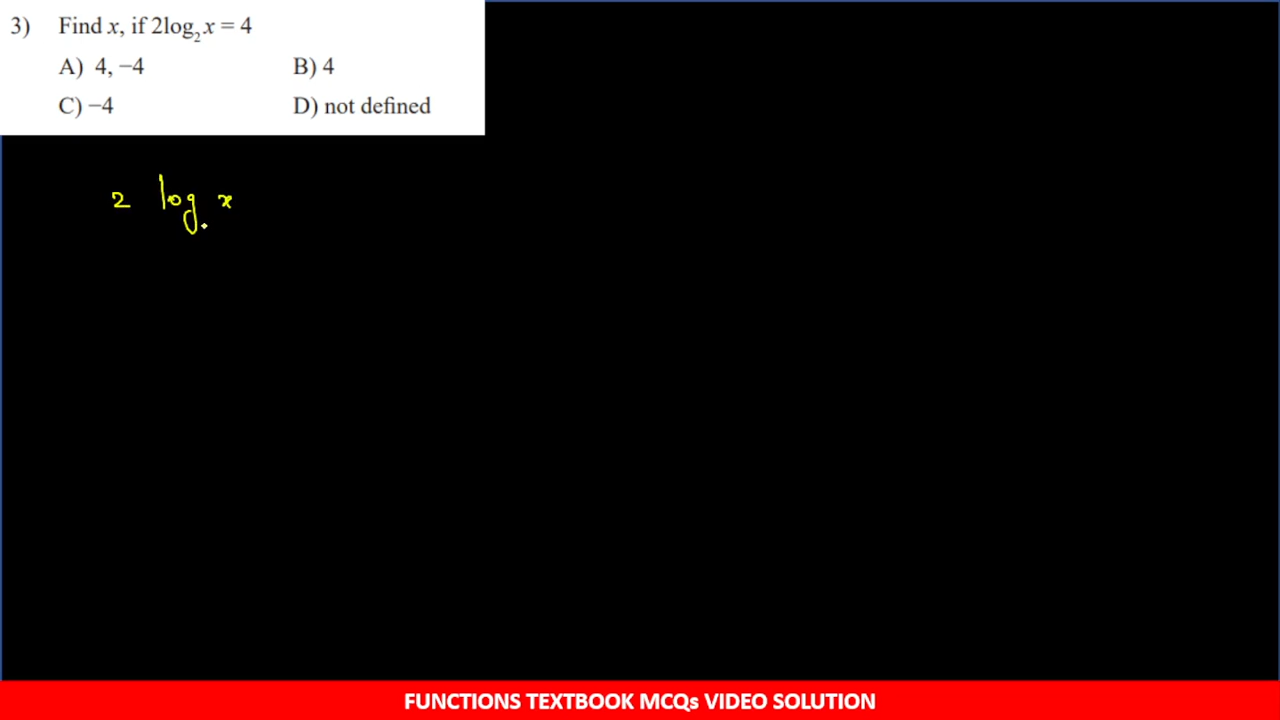 3) Find x, if 2log₂x = 4
A) 4, −4 B) 4
C) −4 D) not defined
2 log x
FUNCTIONS TEXTBOOK MCQs VIDEO SOLUTION